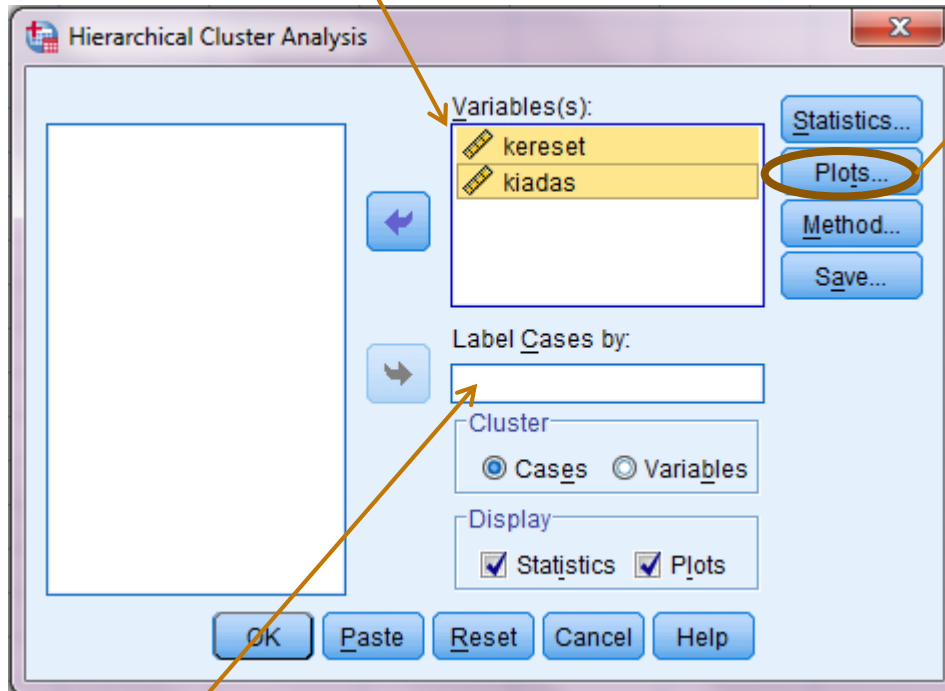 Hierarchical Cluster Analysis
Variables(s):
kereset
kiadas
Statistics...
Plots...
Method...
Save...
Label Cases by:
Cluster
Cases Variables
Display
Statistics Plots
OK Paste Reset Cancel Help